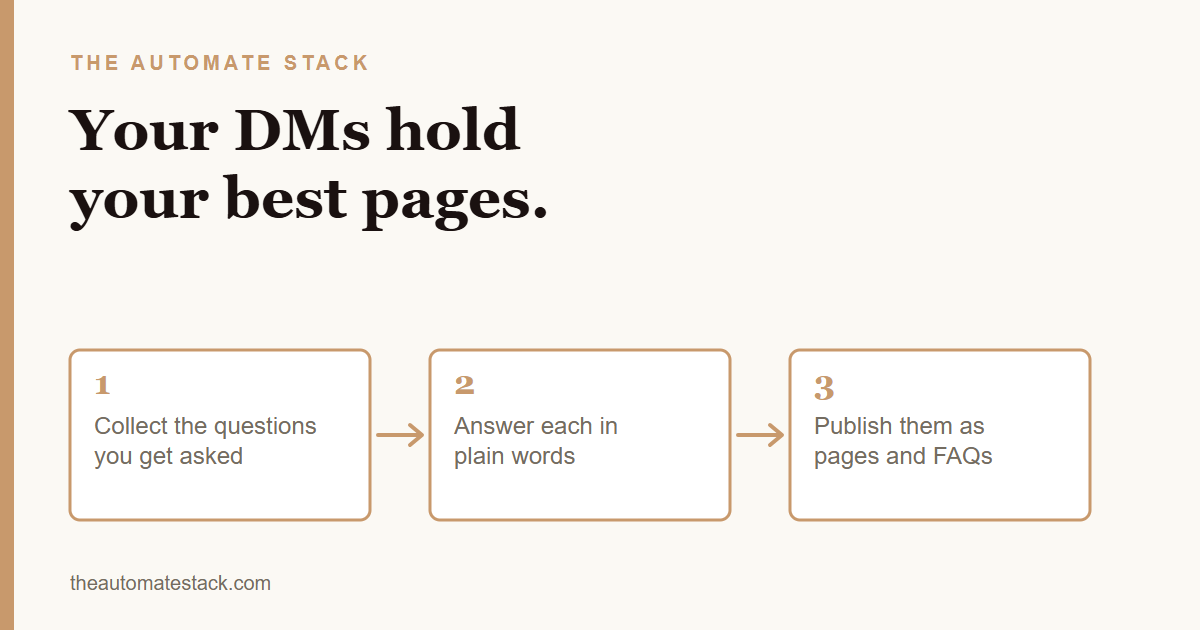 THE AUTOMATE STACK
Your DMs hold
your best pages.
1
Collect the questions
you get asked
2
Answer each in
plain words
3
Publish them as
pages and FAQs
theautomatestack.com